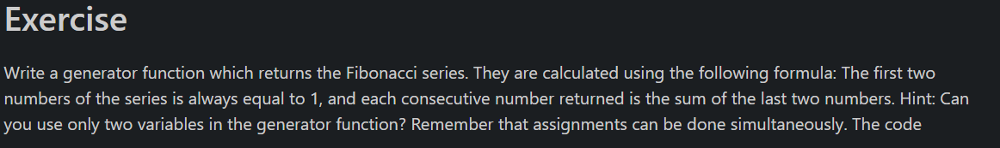 Exercise
Write a generator function which returns the Fibonacci series. They are calculated using the following formula: The first two
numbers of the series is always equal to 1, and each consecutive number returned is the sum of the last two numbers. Hint: Can
you use only two variables in the generator function? Remember that assignments can be done simultaneously. The code